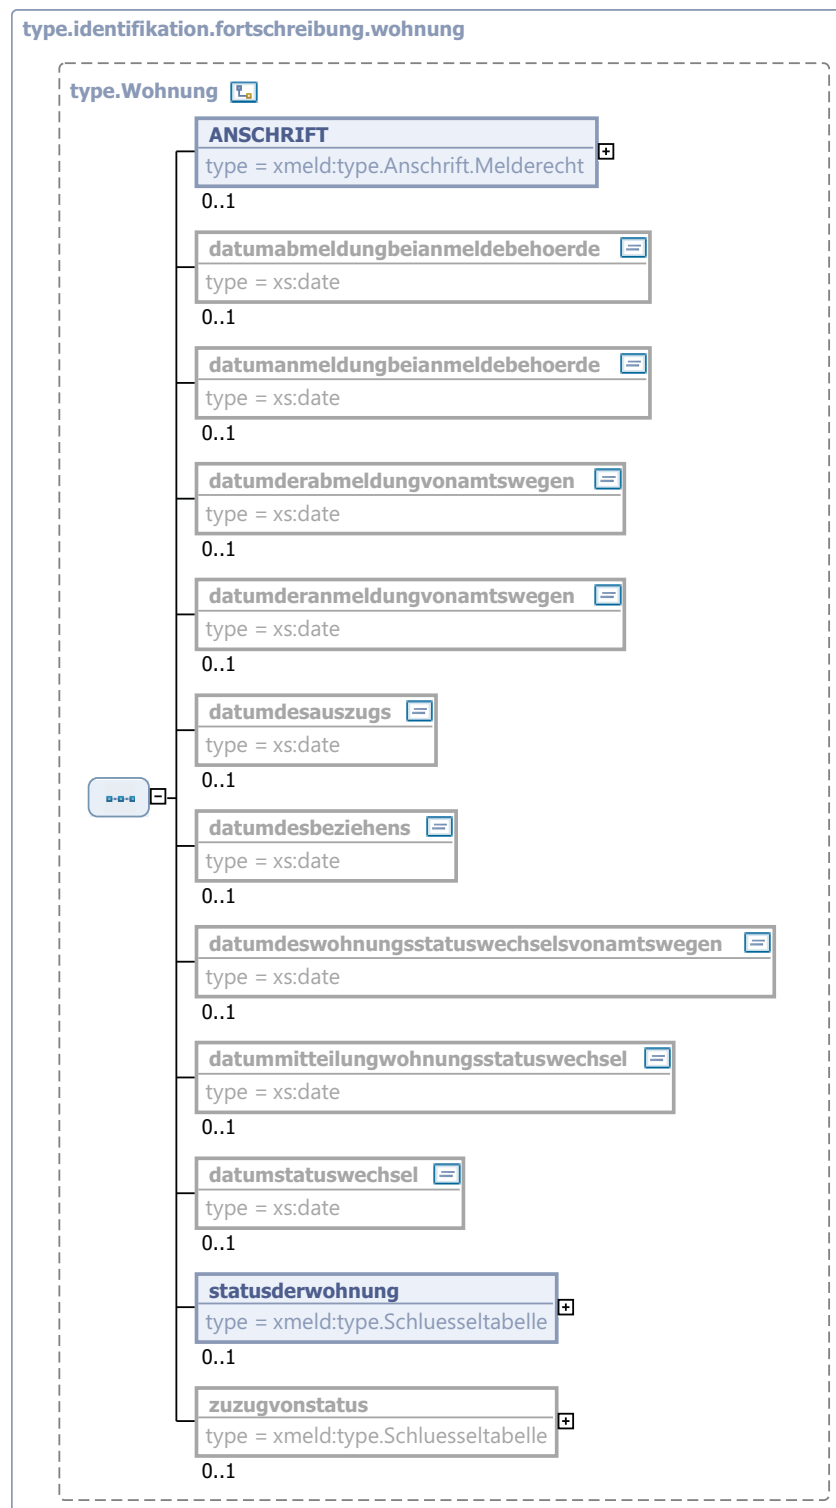 type.identifikation.fortschreibung.wohnung
type.Wohnung
ANSCHRIFT
type = xmeld:type.Anschrift.Melderecht
0..1
datumabmeldungbeianmeldebehoerde
type = xs:date
0..1
datumanmeldungbeianmeldebehoerde
type = xs:date
0..1
datumderabmeldungvonamtswegen
type = xs:date
0..1
datumderanmeldungvonamtswegen
type = xs:date
0..1
datumdesauszugs
type = xs:date
0..1
datumdesbeziehens
type = xs:date
0..1
datumdeswohnungsstatuswechselsvonamtswegen
type = xs:date
0..1
datummitteilungwohnungsstatuswechsel
type = xs:date
0..1
datumstatuswechsel
type = xs:date
0..1
statusderwohnung
type = xmeld:type.Schluesseltabelle
0..1
zuzugvonstatus
type = xmeld:type.Schluesseltabelle
0..1